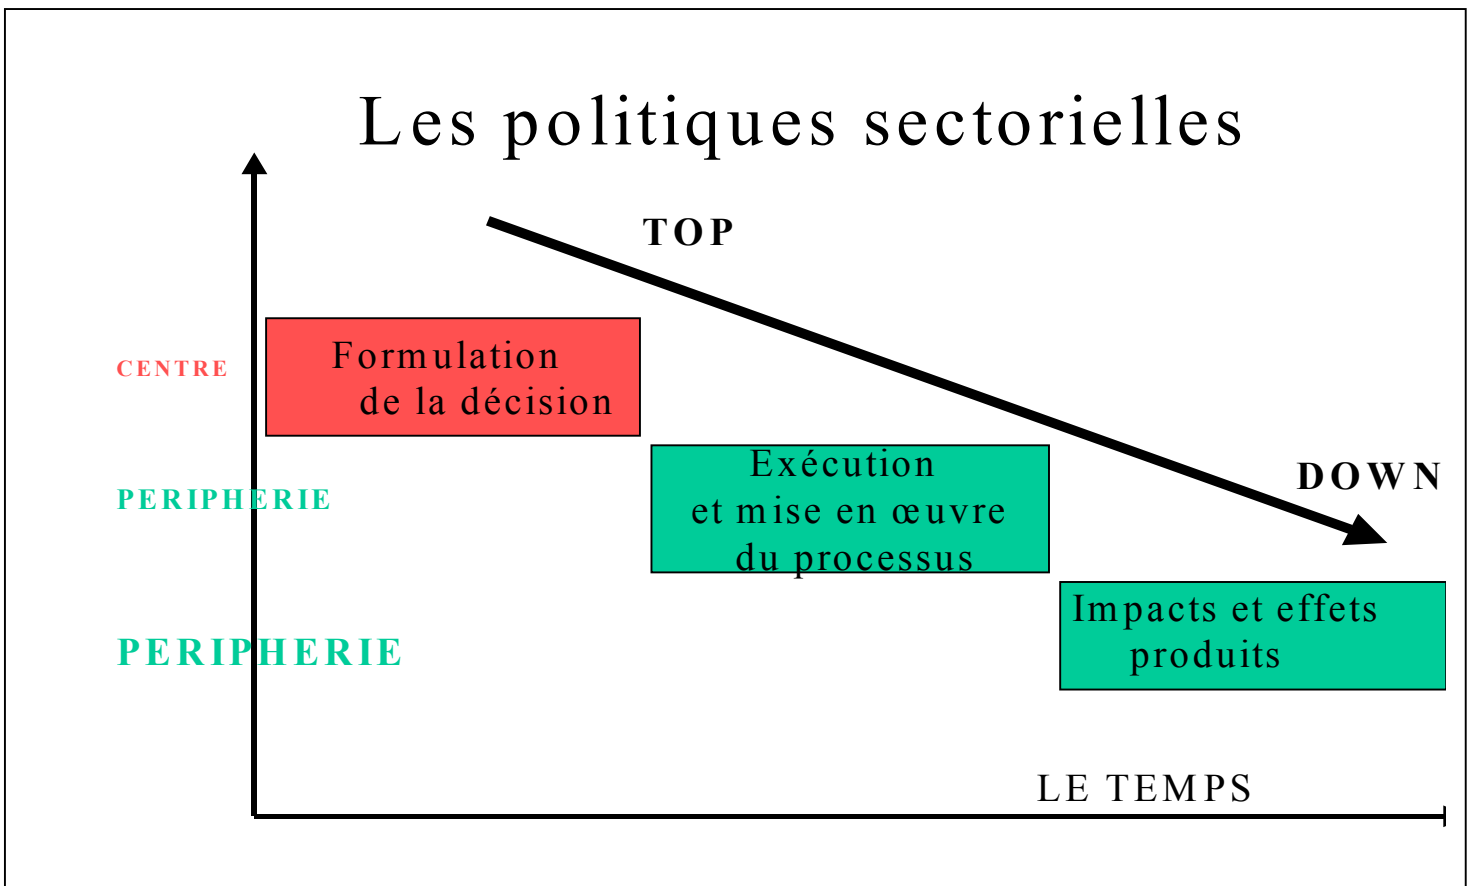 Les politiques sectorielles
TOP
CENTRE
Formulation
de la décision
DOWN
PERIPHERIE
Exécution
et mise en œuvre
du processus
PERIPHERIE
Impacts et effets
produits
LE TEMPS